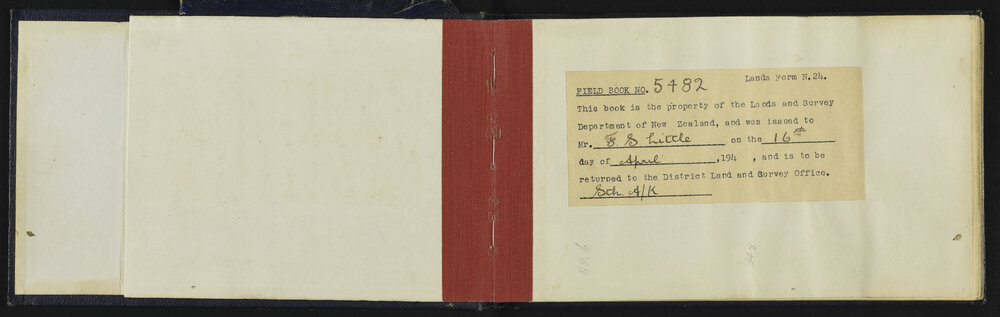 Lands Form N.24.
FIELD BOOK NO. 5482
This book is the property of the Lands and Survey
Department of New Zealand, and was issued to
Mr. F. S. Little on the 16th
day of April ,194 , and is to be
returned to the District Land and Survey Office.
Sch A/K
348